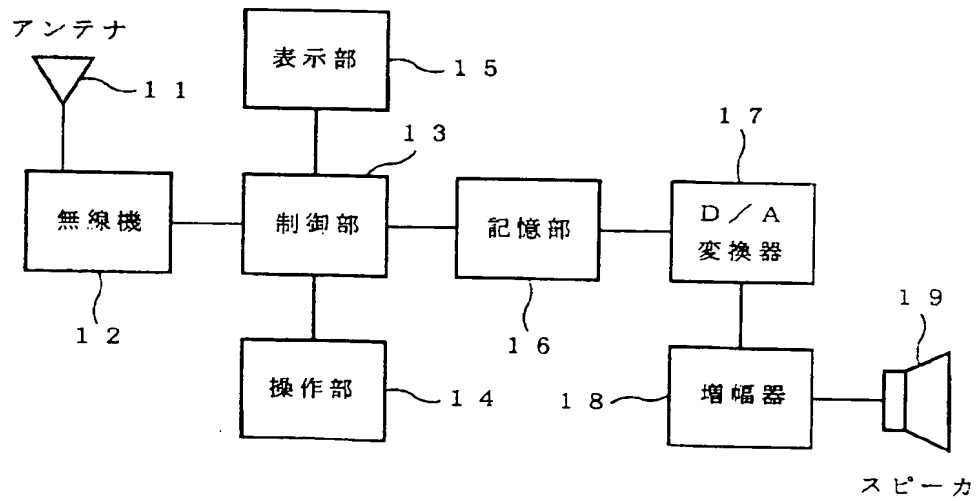 アンテナ
11
表示部
15
17
13
無線機
制御部
記憶部
D/A
変換器
12
16
19
操作部
14
18
増幅器
スピーカ